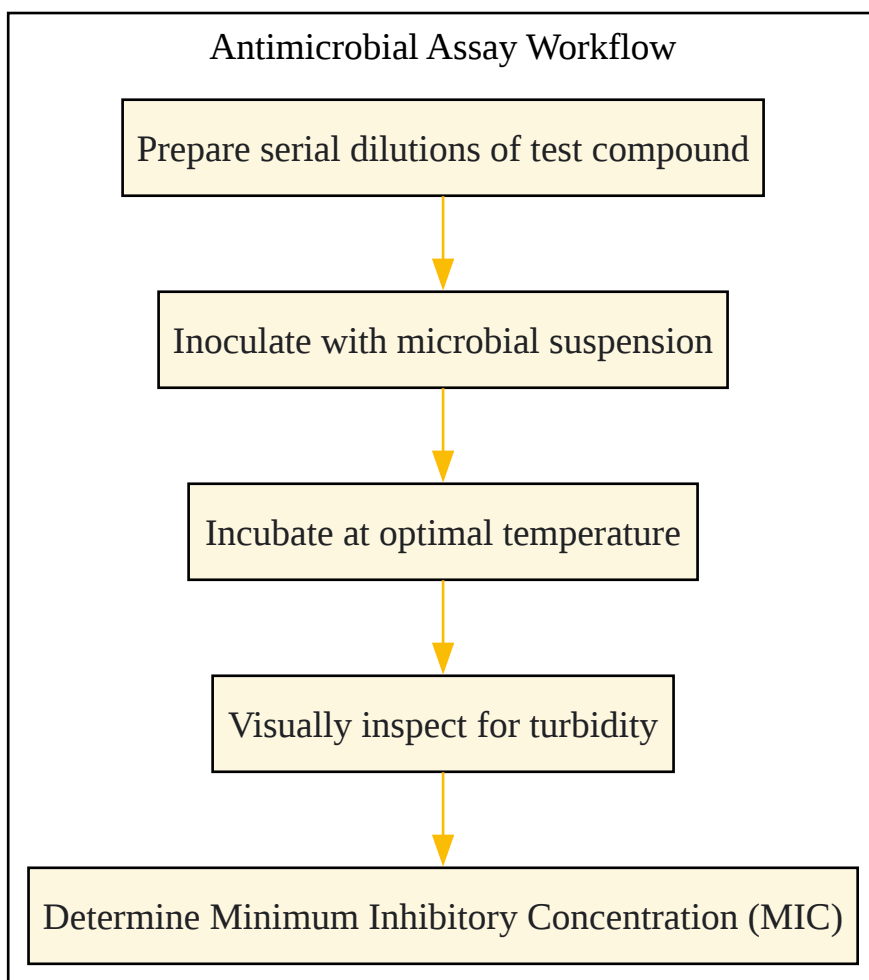 Antimicrobial Assay Workflow
Prepare serial dilutions of test compound
Inoculate with microbial suspension
Incubate at optimal temperature
Visually inspect for turbidity
Determine Minimum Inhibitory Concentration (MIC)